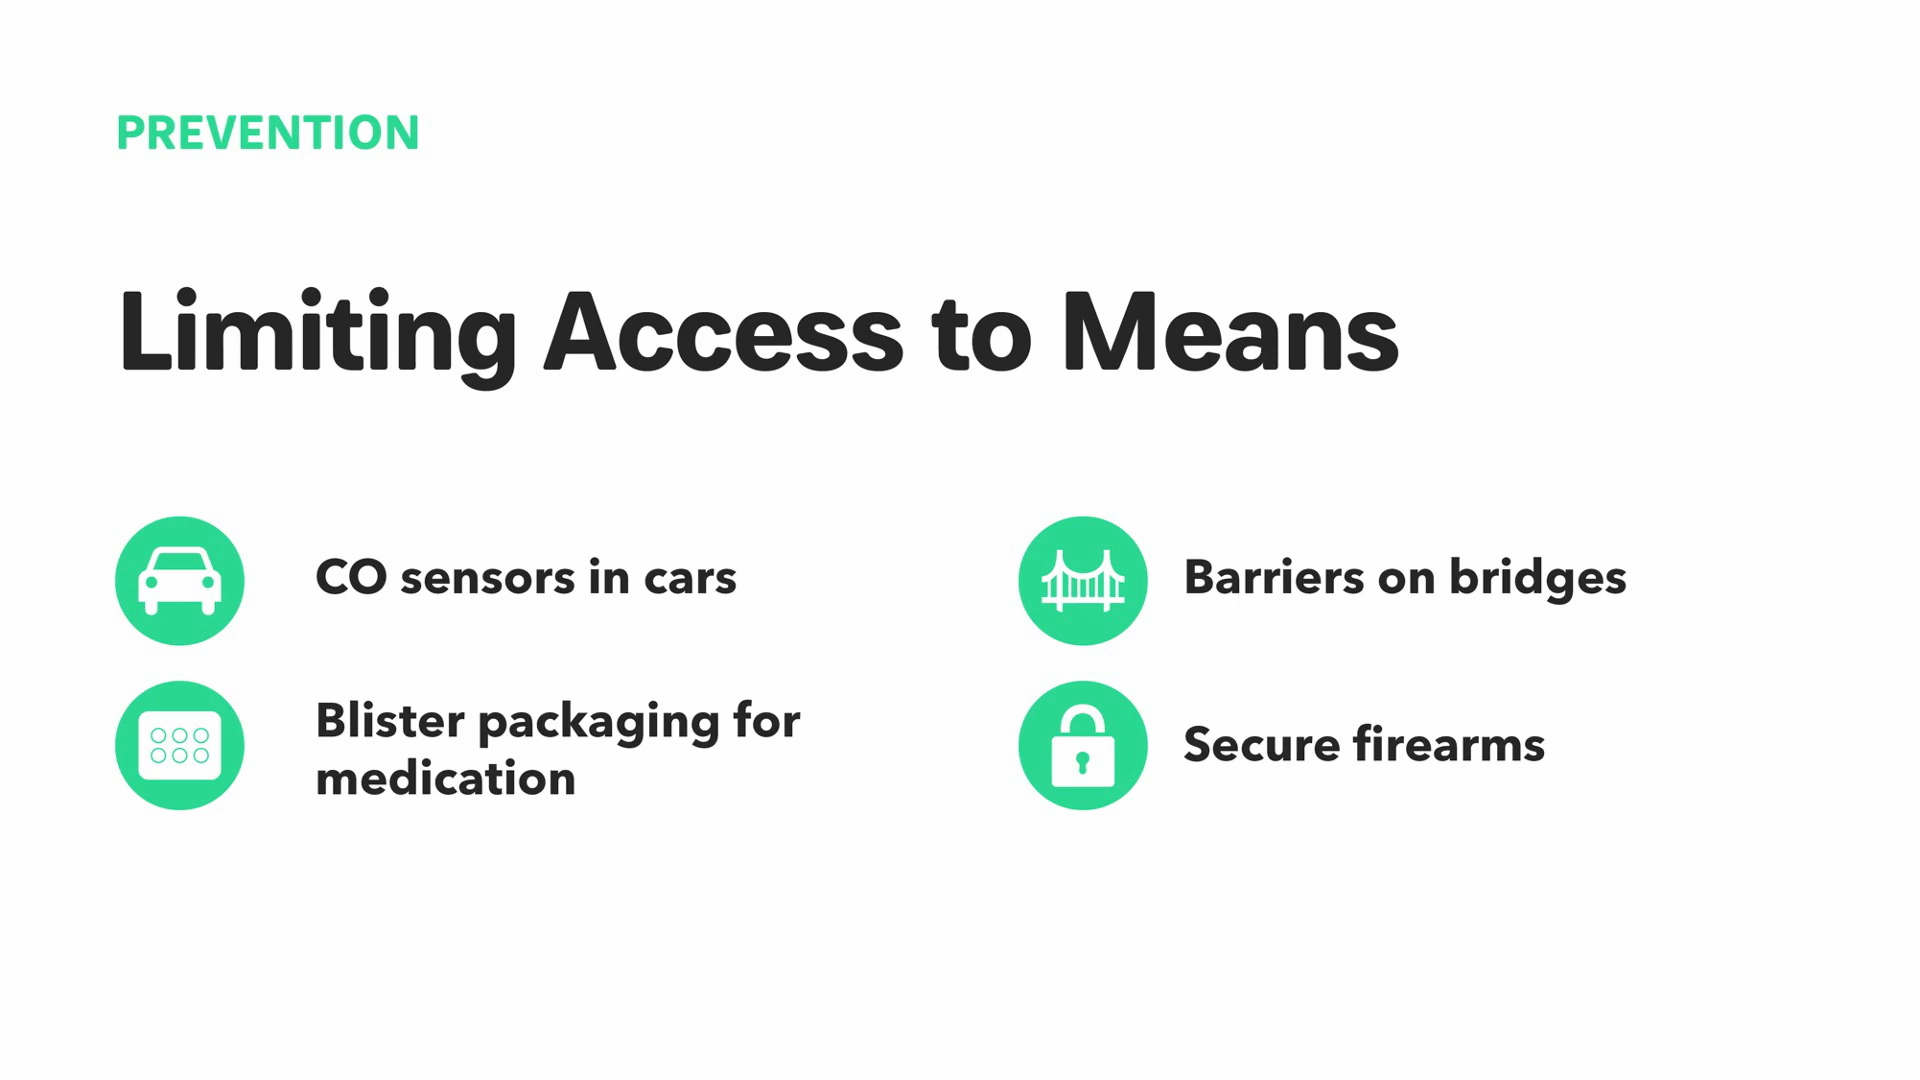 PREVENTION
Limiting Access to Means
CO sensors in cars
Barriers on bridges
Blister packaging for
medication
Secure firearms